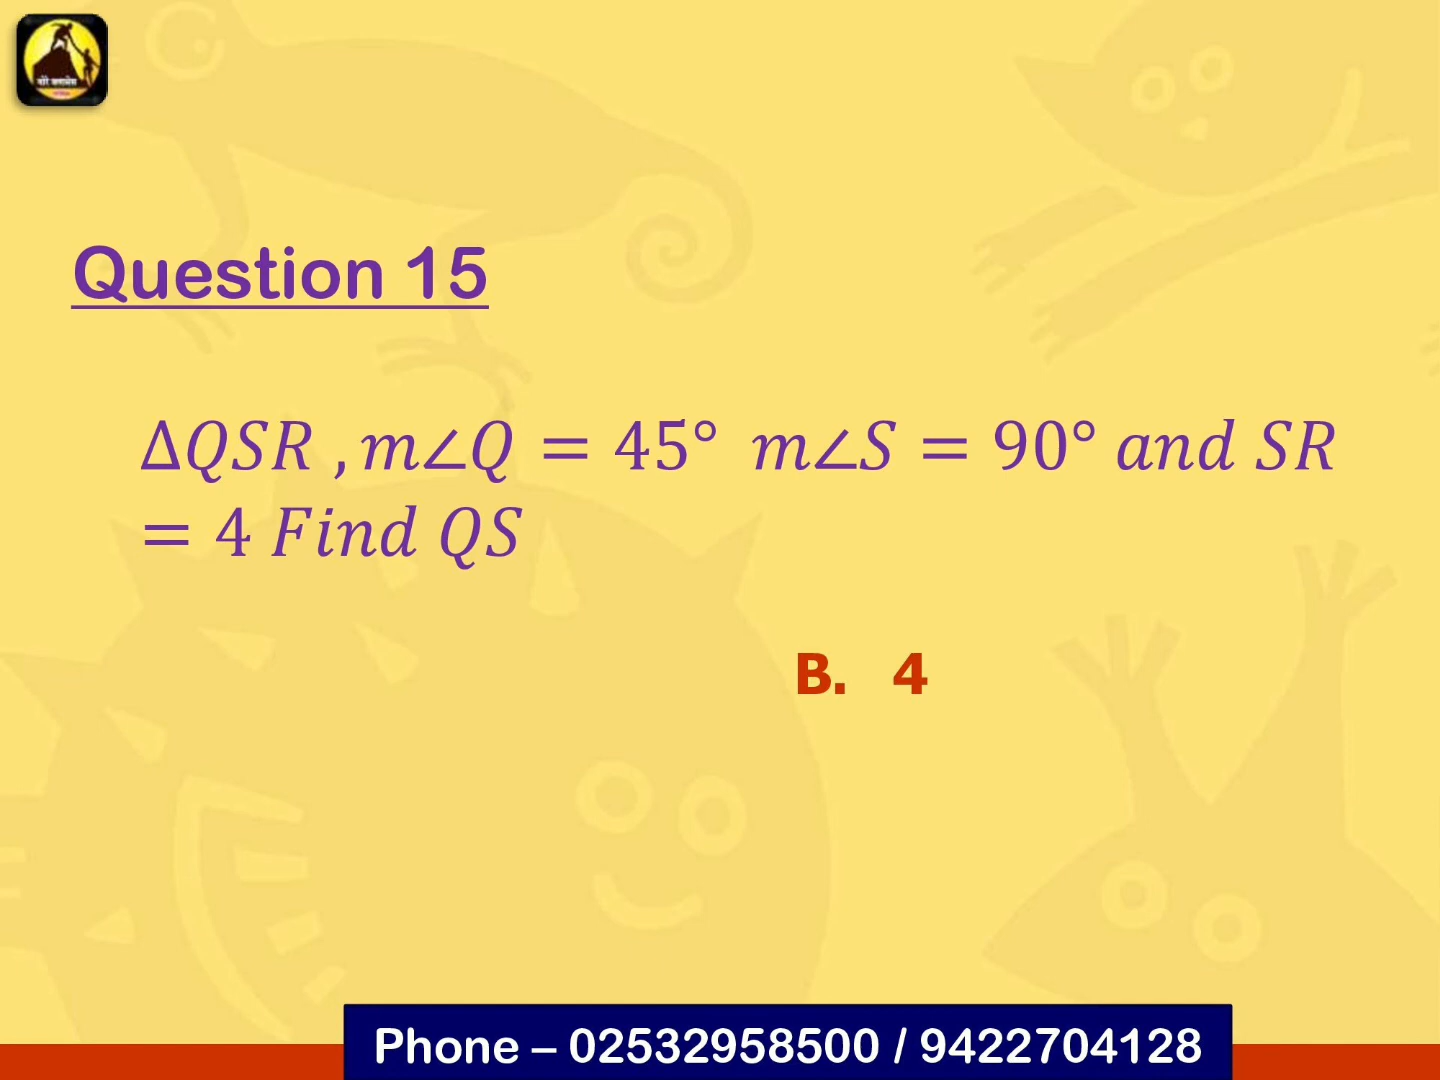 Question 15
ΔQSR , m∠Q = 45° m∠S = 90° and SR
= 4 Find QS
B. 4
Phone – 02532958500 / 9422704128